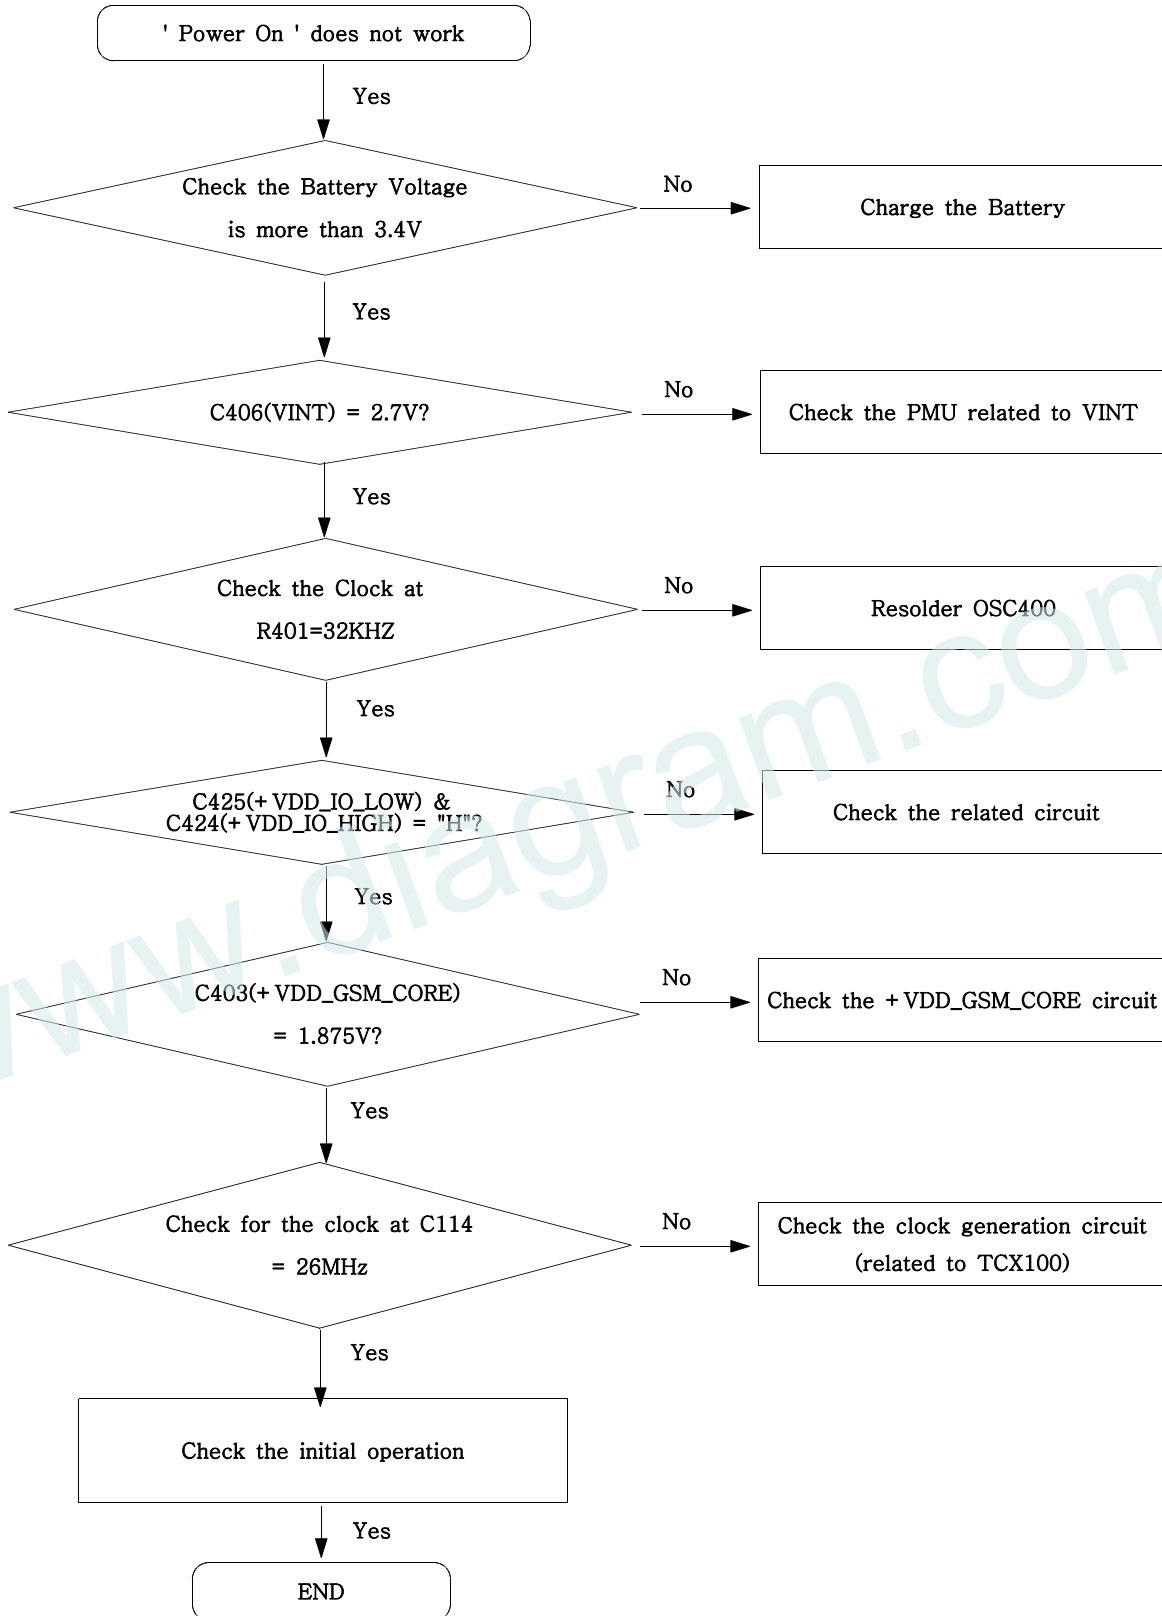 ' Power On ' does not work
Yes
Check the Battery Voltage
is more than 3.4V
No
Charge the Battery
Yes
C406(VINT) = 2.7V?
No
Check the PMU related to VINT
Yes
Check the Clock at
R401=32KHZ
No
Resolder OSC400
Yes
C425(+VDD_IO_LOW) &
C424(+VDD_IO_HIGH) = "H"?
No
Check the related circuit
Yes
C403(+VDD_GSM_CORE)
= 1.875V?
No
Check the +VDD_GSM_CORE circuit
Yes
Check for the clock at C114
= 26MHz
No
Check the clock generation circuit
(related to TCX100)
Yes
Check the initial operation
Yes
END
www.diagram.com